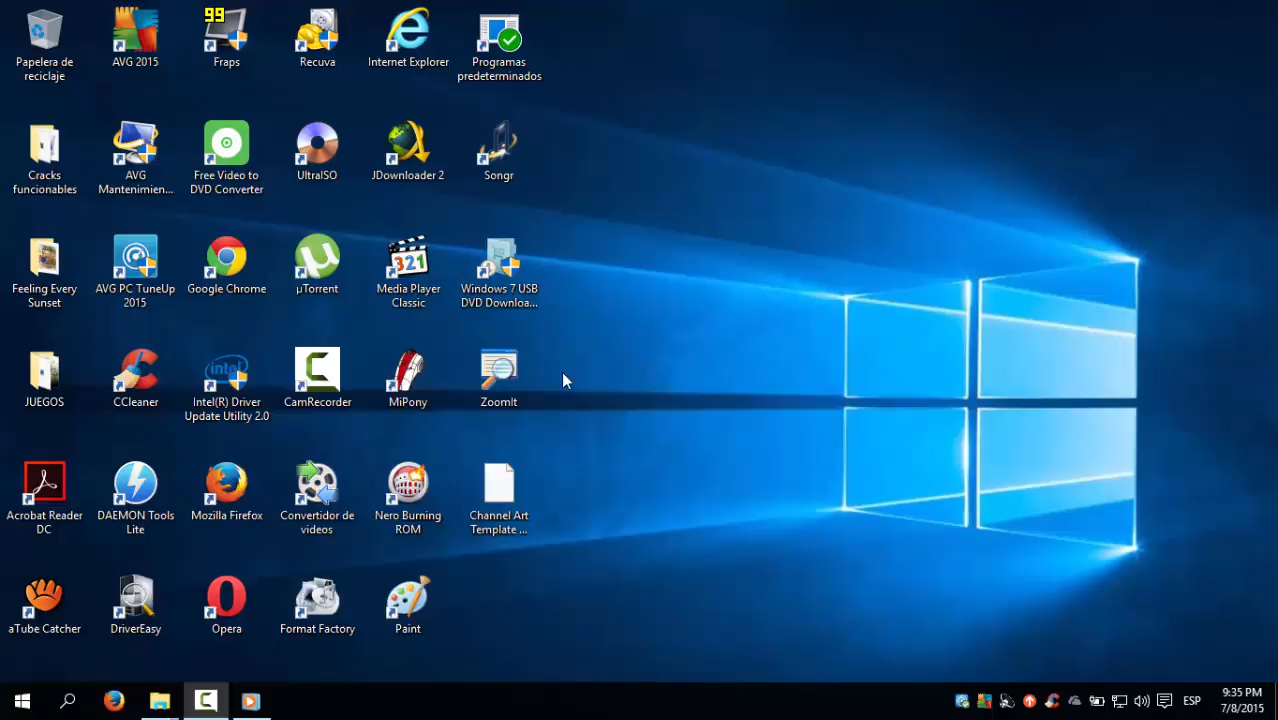 99
Papelera de
reciclaje
AVG 2015
Fraps
Recuva
Internet Explorer
Programas
predeterminados
Cracks
funcionables
AVG
Mantenimien...
Free Video to
DVD Converter
UltraISO
JDownloader 2
Songr
Feeling Every
Sunset
AVG PC TuneUp
2015
Google Chrome
µTorrent
321
Media Player
Classic
Windows 7 USB
DVD Downloa...
JUEGOS
CCleaner
intel
Intel(R) Driver
Update Utility 2.0
CamRecorder
MiPony
ZoomIt
Acrobat Reader
DC
DAEMON Tools
Lite
Mozilla Firefox
Convertidor de
videos
Nero Burning
ROM
Channel Art
Template ...
aTube Catcher
DriverEasy
Opera
Format Factory
Paint
ESP
9:35 PM
7/8/2015